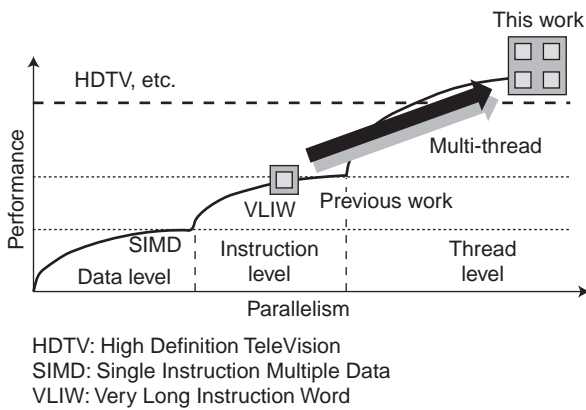 This work
HDTV, etc.
Multi-thread
Performance
VLIW
Previous work
SIMD
Instruction
level
Thread
level
Data level
Parallelism
HDTV: High Definition TeleVision
SIMD: Single Instruction Multiple Data
VLIW: Very Long Instruction Word